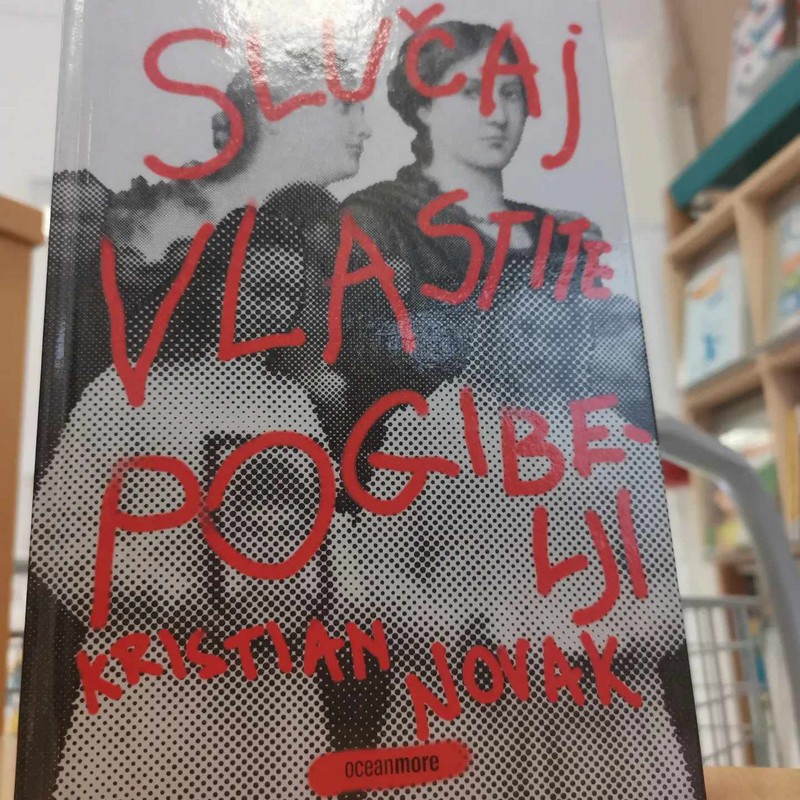 SLUČAj
VLASTITE
POGIBE-
LJI
KRISTIAN
NOVAK
oceanmore